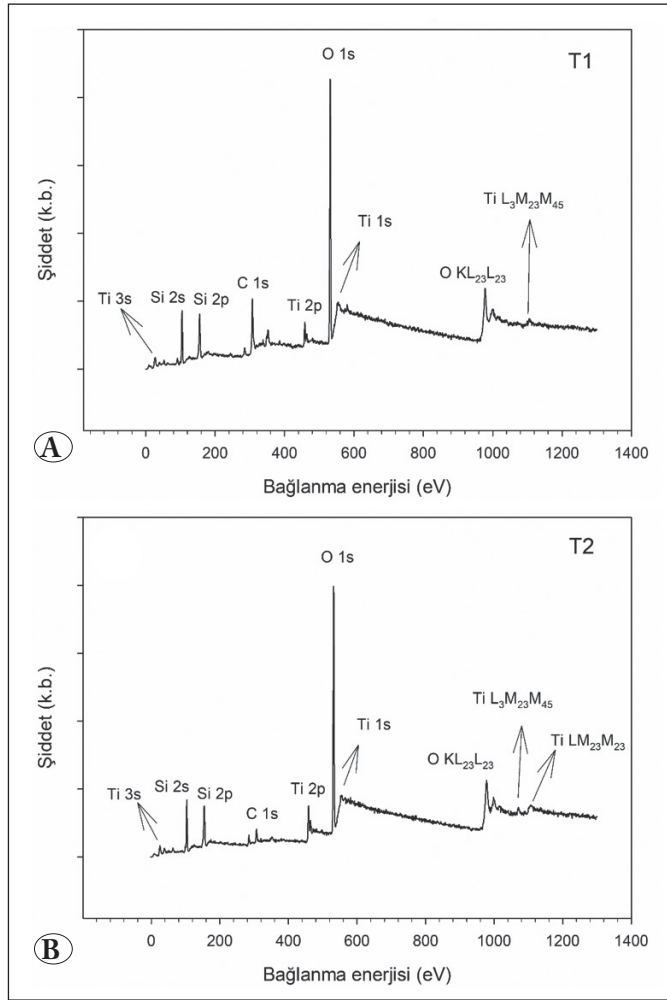 T1
O 1s
Ti L₃M₂₃M₄₅
Ti 1s
O KL₂₃L₂₃
C 1s
Si 2s
Si 2p
Ti 3s
Ti 2p
Şiddet (k.b.)
0 200 400 600 800 1000 1200 1400
Bağlanma enerjisi (eV)
A
T2
O 1s
Ti L₃M₂₃M₄₅
Ti 1s
Ti LM₂₃M₂₃
O KL₂₃L₂₃
Ti 3s
Si 2s
Si 2p
Ti 2p
C 1s
Şiddet (k.b.)
0 200 400 600 800 1000 1200 1400
Bağlanma enerjisi (eV)
B